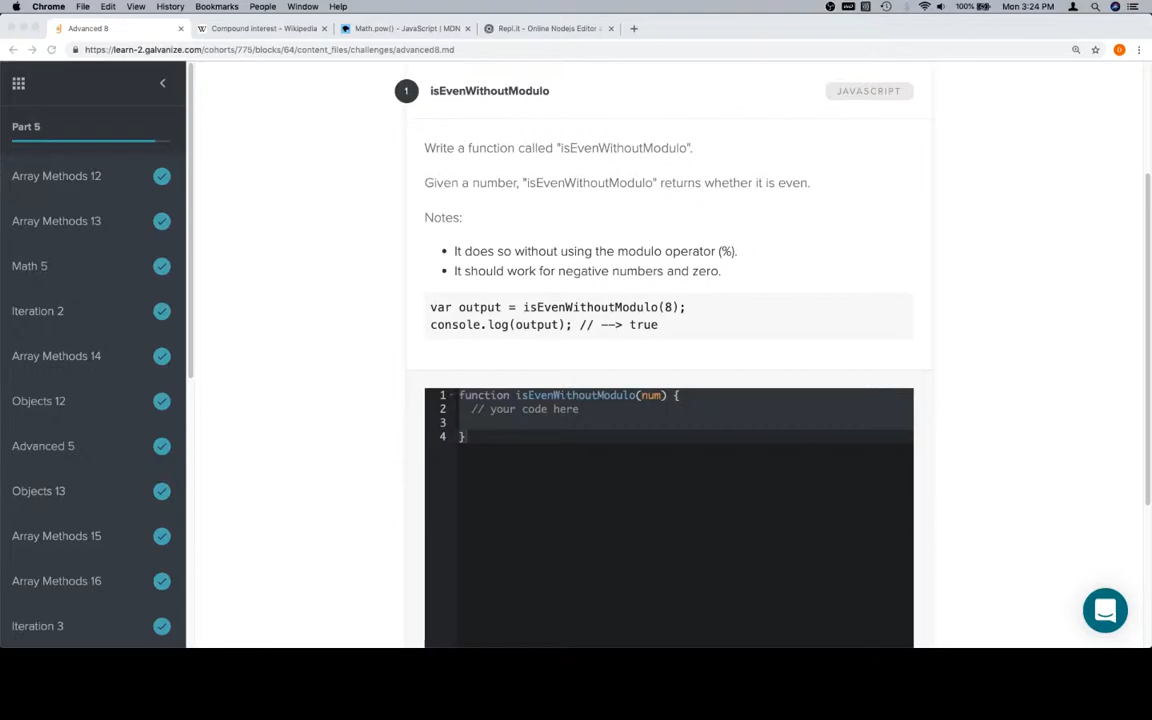 Chrome File Edit View History Bookmarks People Window Help 100% Mon 3:24 PM
Advanced 8 Compound interest - Wikipedia Math.pow() - JavaScript | MDN Repl.it - Online Nodejs Editor
https://learn-2.galvanize.com/cohorts/775/blocks/64/content_files/challenges/advanced8.md
Part 5
Array Methods 12
Array Methods 13
Math 5
Iteration 2
Array Methods 14
Objects 12
Advanced 5
Objects 13
Array Methods 15
Array Methods 16
Iteration 3
1 isEvenWithoutModulo JAVASCRIPT
Write a function called "isEvenWithoutModulo".
Given a number, "isEvenWithoutModulo" returns whether it is even.
Notes:
• It does so without using the modulo operator (%).
• It should work for negative numbers and zero.
var output = isEvenWithoutModulo(8);
console.log(output); // --> true
1 function isEvenWithoutModulo(num) {
2 // your code here
3
4 }